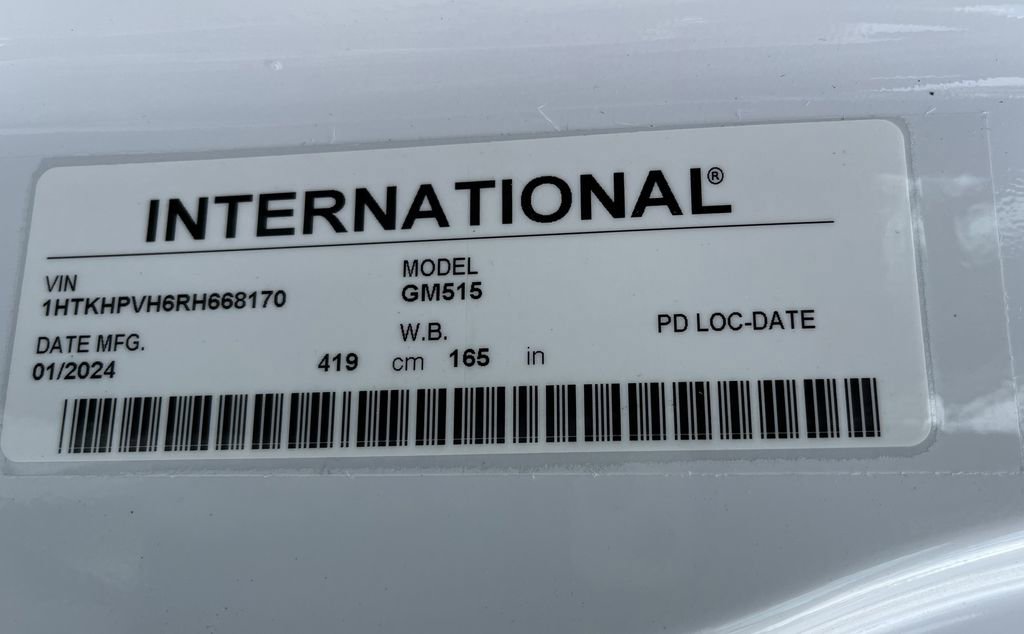 INTERNATIONAL®
VIN
1HTKHPVH6RH668170
MODEL
GM515
DATE MFG.
01/2024
W.B.
419 cm 165 in
PD LOC-DATE